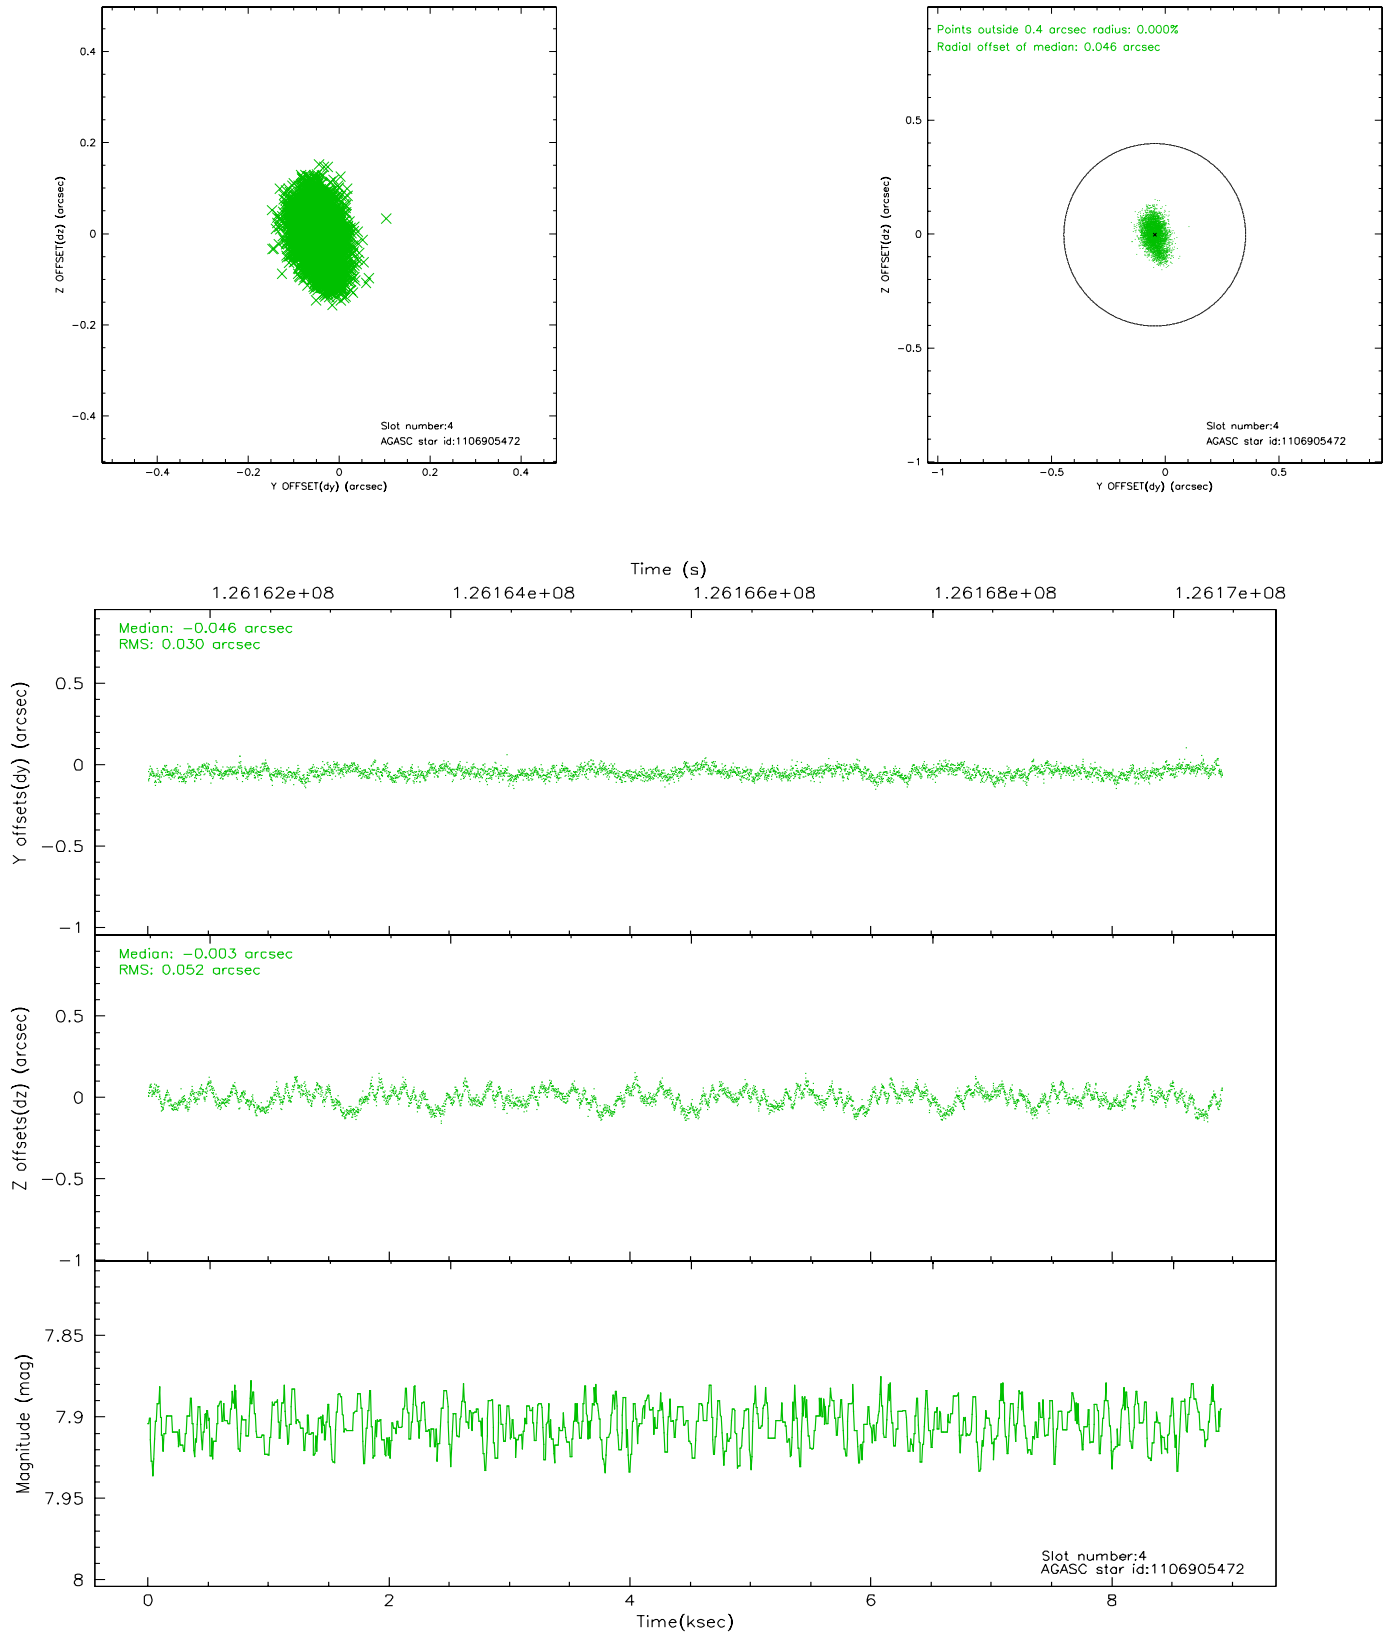 0.4
0.2
0
−0.2
−0.4
Z OFFSET(dz) (arcsec)
Slot number:4
AGASC star id:1106905472
−0.4 −0.2 0 0.2 0.4
Y OFFSET(dy) (arcsec)
Points outside 0.4 arcsec radius: 0.000%
Radial offset of median: 0.046 arcsec
0.5
0
−0.5
−1
Z OFFSET(dz) (arcsec)
Slot number:4
AGASC star id:1106905472
−1 −0.5 0 0.5
Y OFFSET(dy) (arcsec)
Time (s)
1.26162e+08 1.26164e+08 1.26166e+08 1.26168e+08 1.2617e+08
Median: −0.046 arcsec
RMS: 0.030 arcsec
0.5
0
−0.5
−1
Y offsets(dy) (arcsec)
Median: −0.003 arcsec
RMS: 0.052 arcsec
0.5
0
−0.5
−1
Z offsets(dz) (arcsec)
7.85
7.9
7.95
8
Magnitude (mag)
Slot number:4
AGASC star id:1106905472
0 2 4 6 8
Time(ksec)